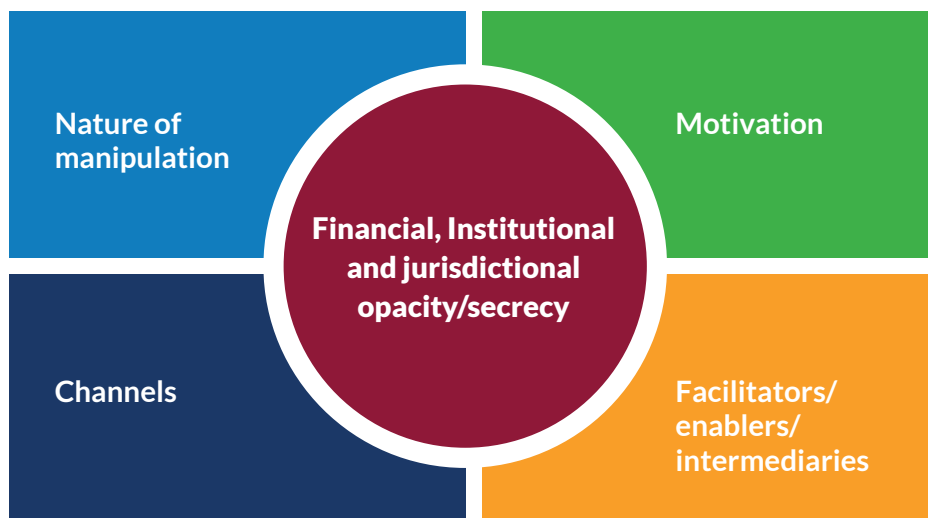 Nature of
manipulation
Motivation
Financial, Institutional
and jurisdictional
opacity/secrecy
Channels
Facilitators/
enablers/
intermediaries